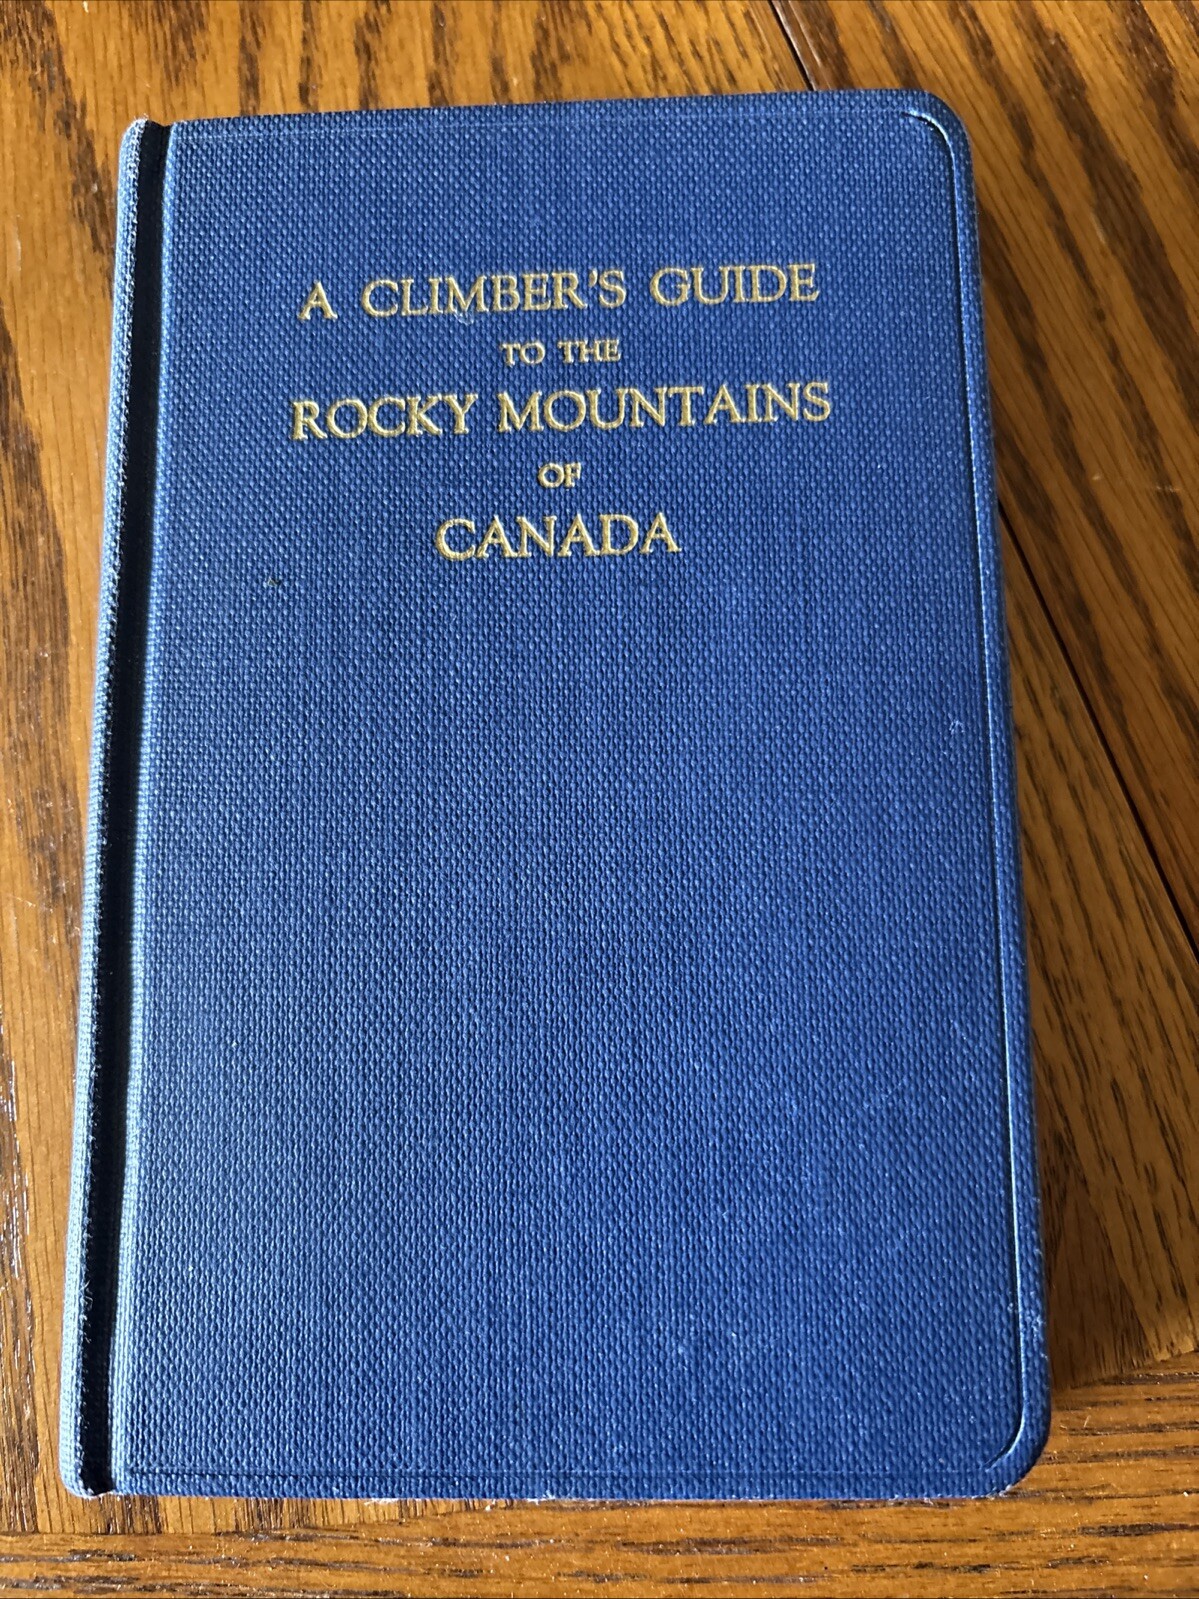 A CLIMBER'S GUIDE
TO THE
ROCKY MOUNTAINS
OF
CANADA